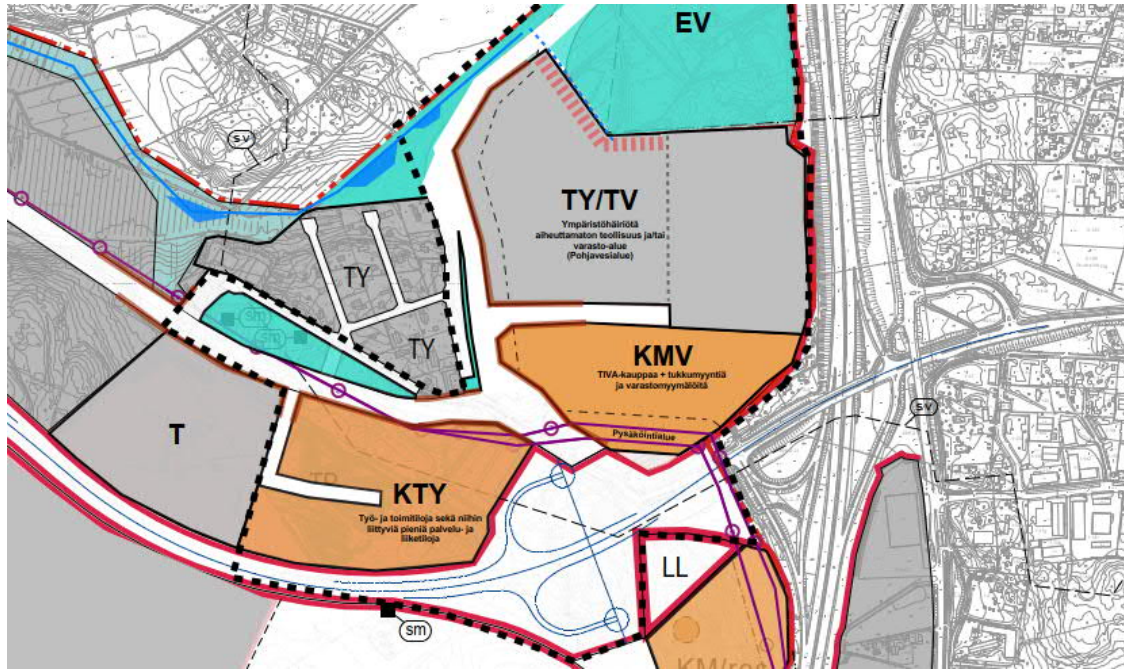 EV
s-v
TY/TV
Ympäristöhäiriötä
aiheuttamaton teollisuus ja/tai
varasto-alue
(Pohjavesialue)
TY
sm
sm
TY
KMV
TIVA-kauppaa + tukkumyyntiä
ja varastomyymälöitä
s-v
Pysäköintialue
T
TP
KTY
Työ- ja toimitiloja sekä niihin
liittyviä pieniä palvelu- ja
liiketiloja
LL
sm